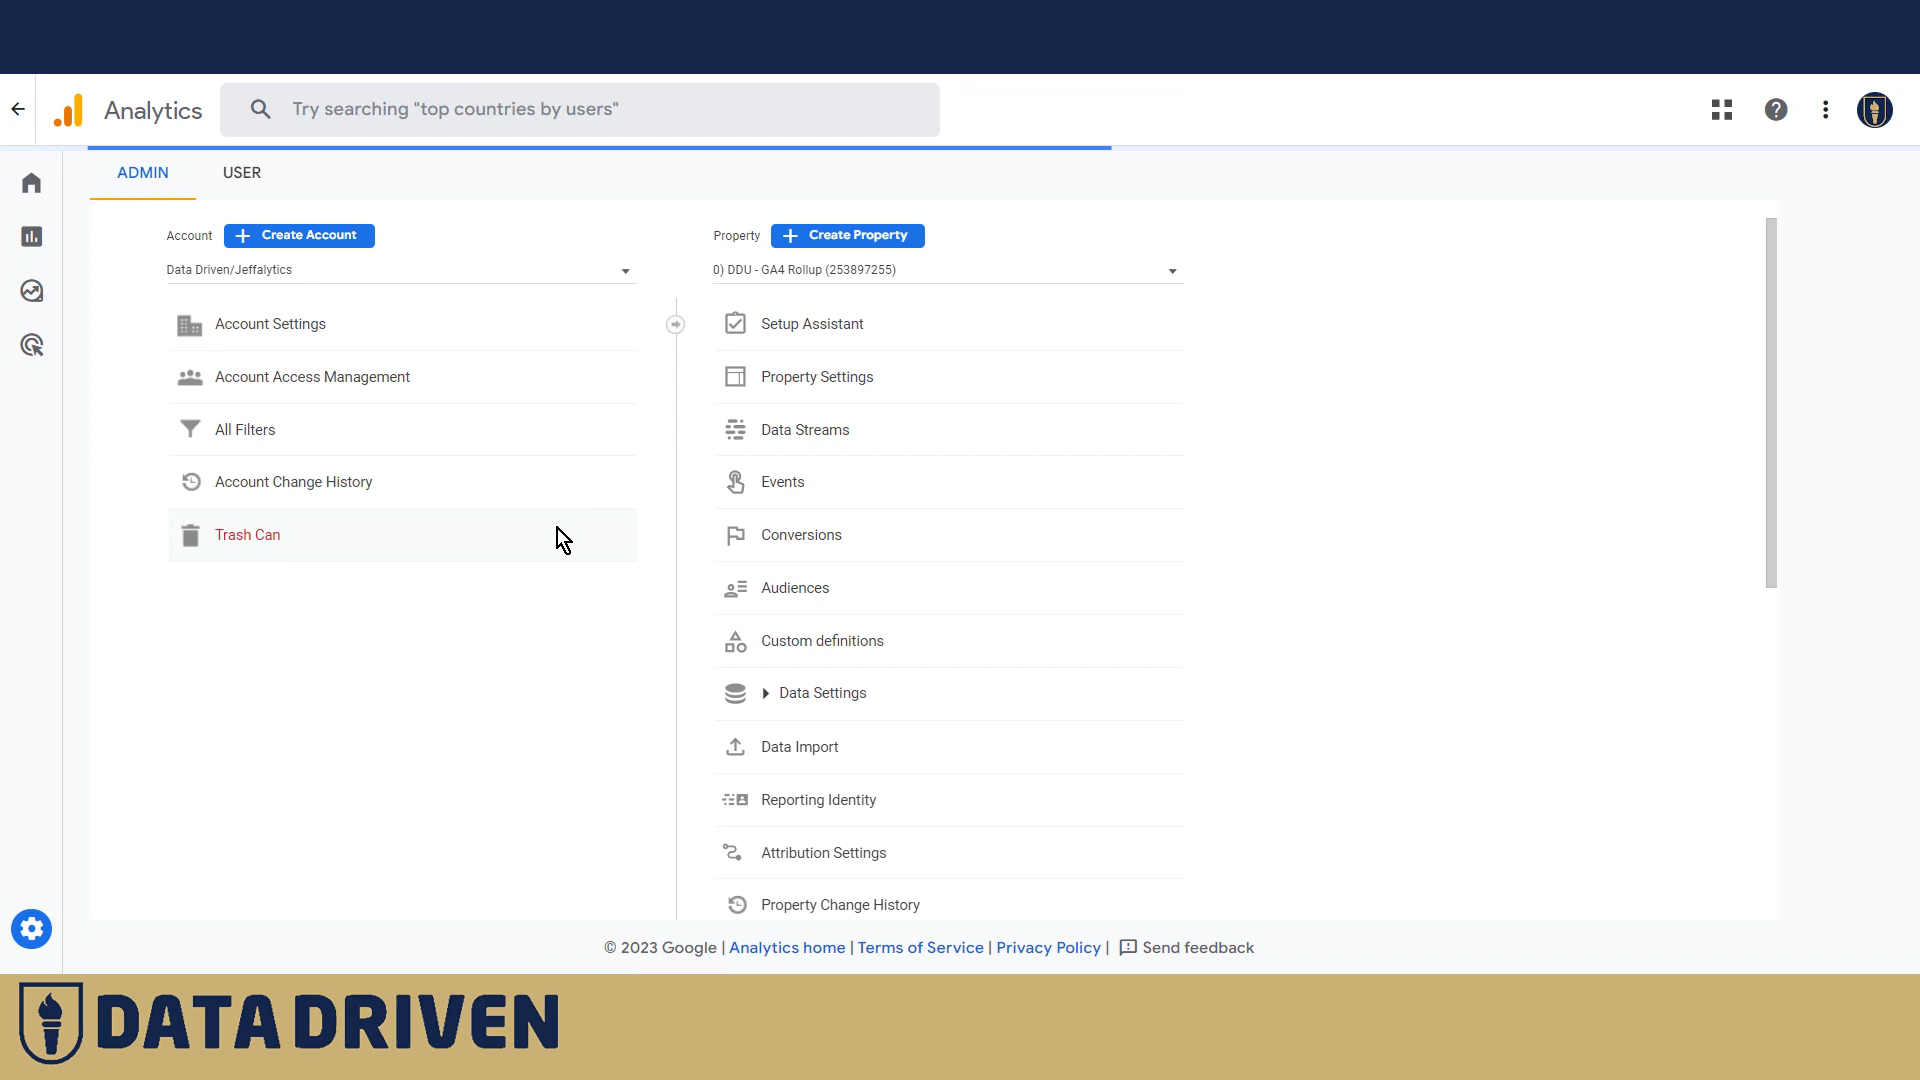 Analytics
Try searching "top countries by users"
ADMIN
USER
Account
Create Account
Property
Create Property
Data Driven/Jeffalytics
0) DDU - GA4 Rollup (253897255)
Account Settings
Account Access Management
All Filters
Account Change History
Trash Can
Setup Assistant
Property Settings
Data Streams
Events
Conversions
Audiences
Custom definitions
Data Settings
Data Import
Reporting Identity
Attribution Settings
Property Change History
© 2023 Google | Analytics home | Terms of Service | Privacy Policy | Send feedback
DATA DRIVEN